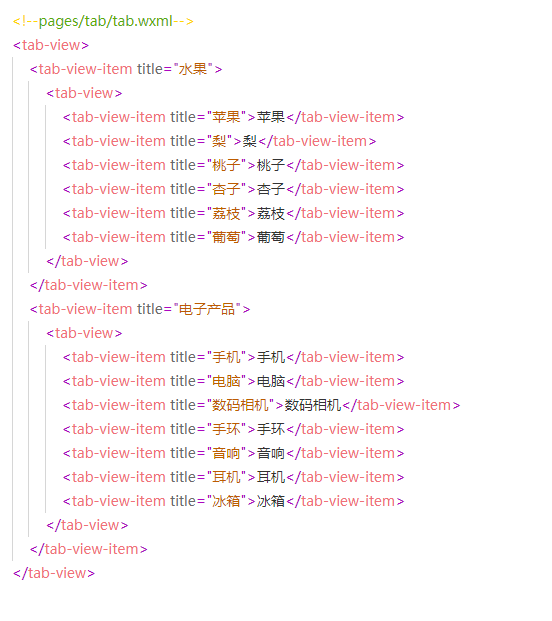 <!--pages/tab/tab.wxml-->
<tab-view>
<tab-view-item title="水果">
<tab-view>
<tab-view-item title="苹果">苹果</tab-view-item>
<tab-view-item title="梨">梨</tab-view-item>
<tab-view-item title="桃子">桃子</tab-view-item>
<tab-view-item title="杏子">杏子</tab-view-item>
<tab-view-item title="荔枝">荔枝</tab-view-item>
<tab-view-item title="葡萄">葡萄</tab-view-item>
</tab-view>
</tab-view-item>
<tab-view-item title="电子产品">
<tab-view>
<tab-view-item title="手机">手机</tab-view-item>
<tab-view-item title="电脑">电脑</tab-view-item>
<tab-view-item title="数码相机">数码相机</tab-view-item>
<tab-view-item title="手环">手环</tab-view-item>
<tab-view-item title="音响">音响</tab-view-item>
<tab-view-item title="耳机">耳机</tab-view-item>
<tab-view-item title="冰箱">冰箱</tab-view-item>
</tab-view>
</tab-view-item>
</tab-view>